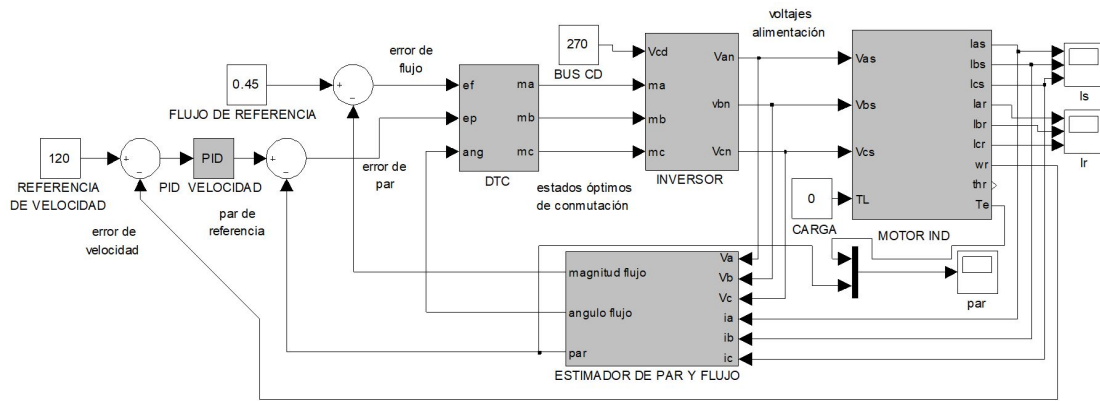 voltajes
alimentación
270
BUS CD
Vcd
ma
mb
mc
Van
vbn
Vcn
INVERSOR
Vas
Vbs
Vcs
TL
Ias
Ibs
Ics
Iar
Ibr
Icr
wr
thr
Te
MOTOR IND
Is
Ir
error de
flujo
0.45
FLUJO DE REFERENCIA
+
−
ef
ep
ang
ma
mb
mc
DTC
estados óptimos
de conmutación
120
REFERENCIA
DE VELOCIDAD
+
−
PID
PID VELOCIDAD
+
−
error de
par
error de
velocidad
par de
referencia
0
CARGA
par
magnitud flujo
angulo flujo
par
Va
Vb
Vc
ia
ib
ic
ESTIMADOR DE PAR Y FLUJO